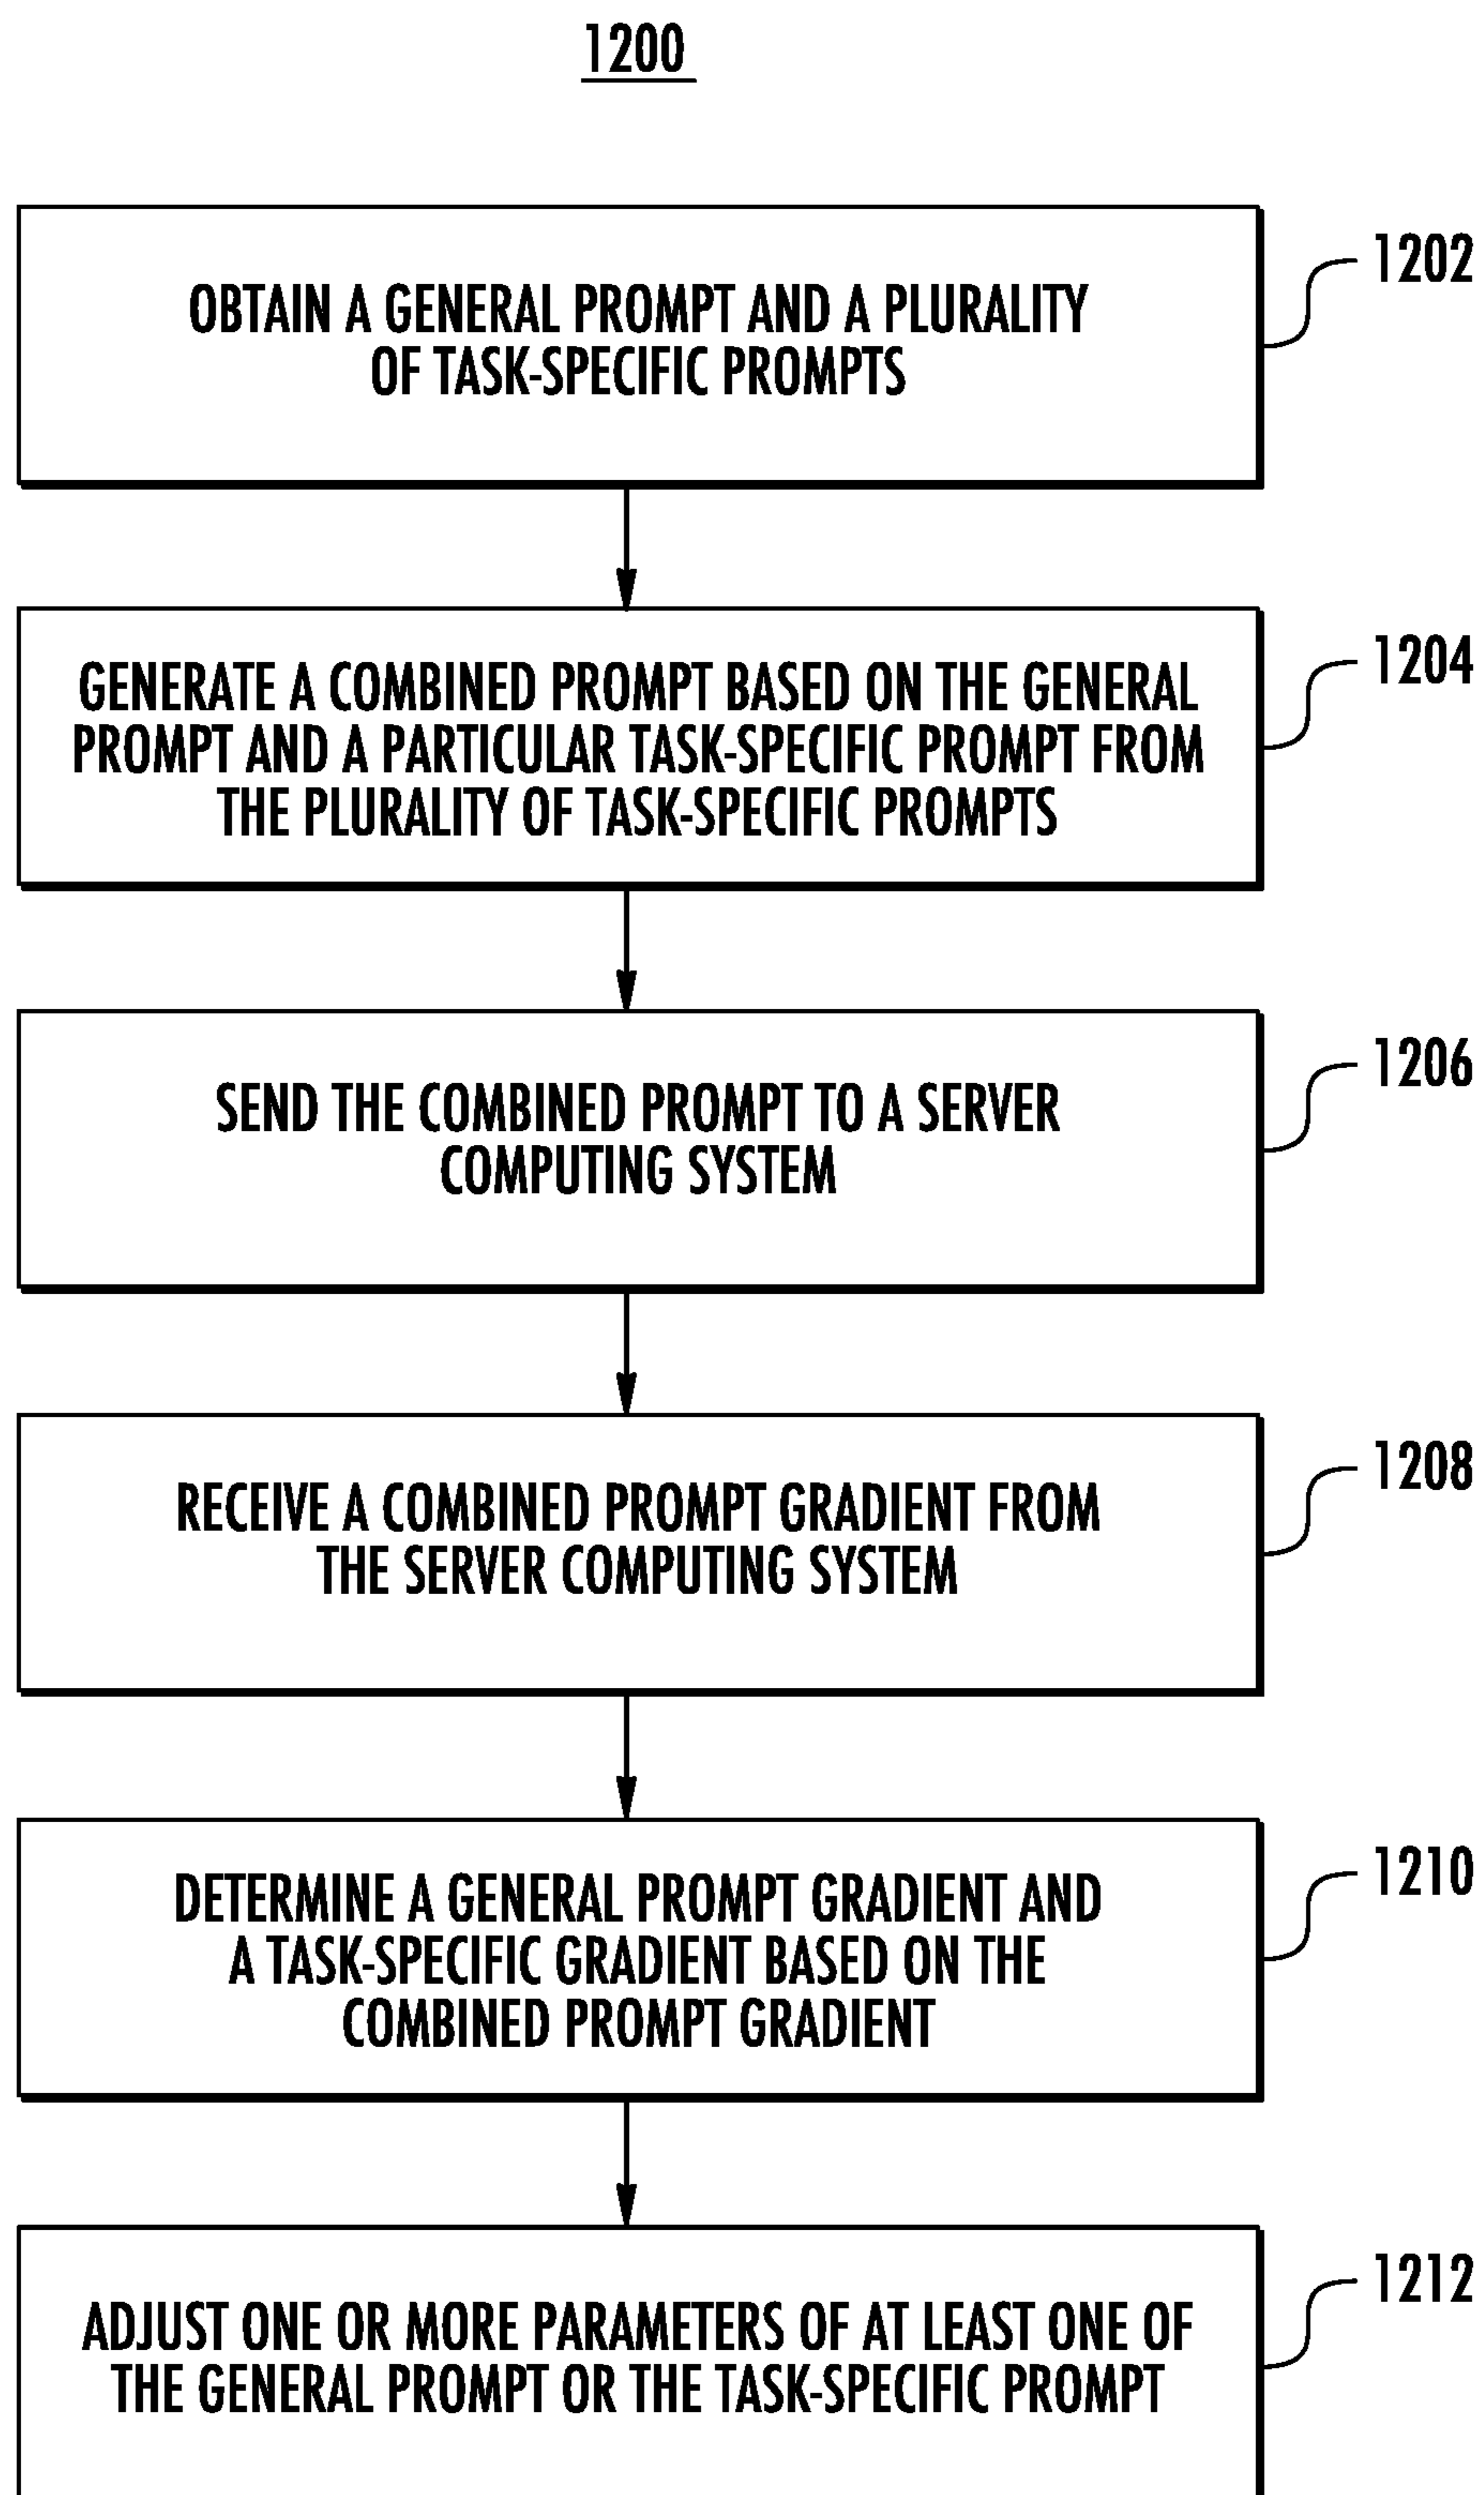 1200
OBTAIN A GENERAL PROMPT AND A PLURALITY
OF TASK-SPECIFIC PROMPTS
1202
GENERATE A COMBINED PROMPT BASED ON THE GENERAL
PROMPT AND A PARTICULAR TASK-SPECIFIC PROMPT FROM
THE PLURALITY OF TASK-SPECIFIC PROMPTS
1204
SEND THE COMBINED PROMPT TO A SERVER
COMPUTING SYSTEM
1206
RECEIVE A COMBINED PROMPT GRADIENT FROM
THE SERVER COMPUTING SYSTEM
1208
DETERMINE A GENERAL PROMPT GRADIENT AND
A TASK-SPECIFIC GRADIENT BASED ON THE
COMBINED PROMPT GRADIENT
1210
ADJUST ONE OR MORE PARAMETERS OF AT LEAST ONE OF
THE GENERAL PROMPT OR THE TASK-SPECIFIC PROMPT
1212